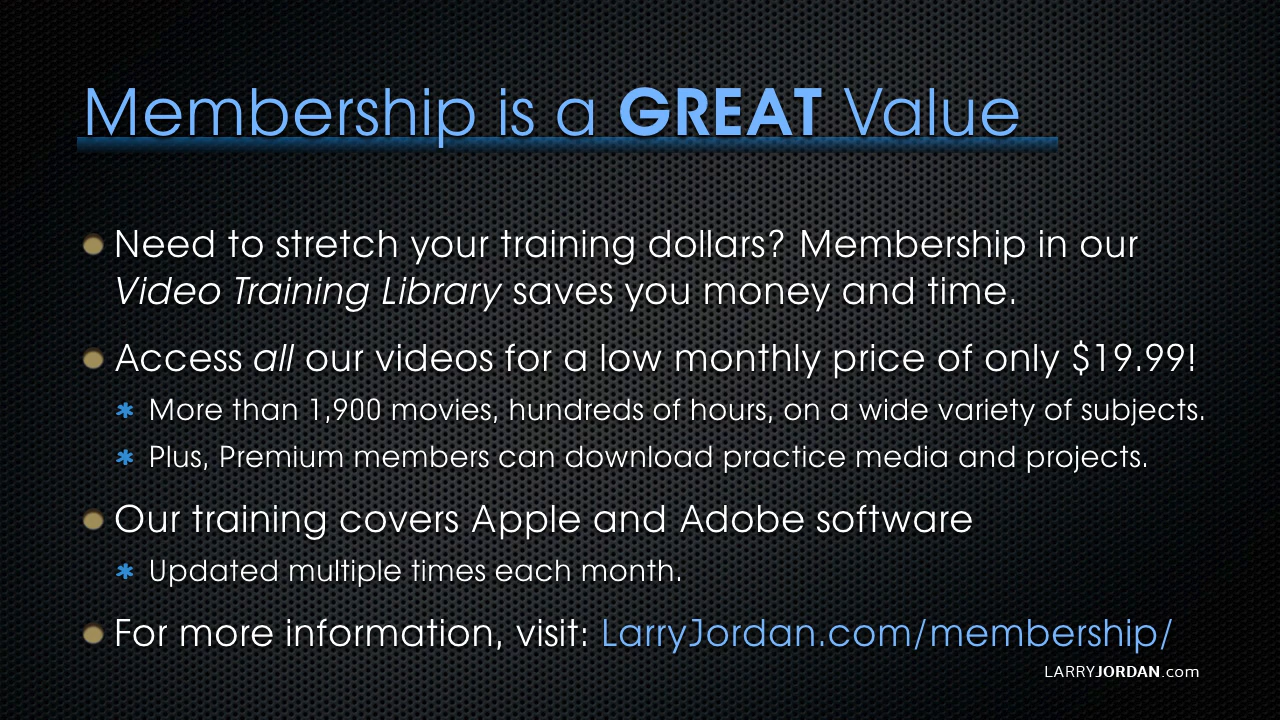 Membership is a GREAT Value
Need to stretch your training dollars? Membership in our
Video Training Library saves you money and time.
Access all our videos for a low monthly price of only $19.99!
More than 1,900 movies, hundreds of hours, on a wide variety of subjects.
Plus, Premium members can download practice media and projects.
Our training covers Apple and Adobe software
Updated multiple times each month.
For more information, visit: LarryJordan.com/membership/
LARRYJORDAN.com